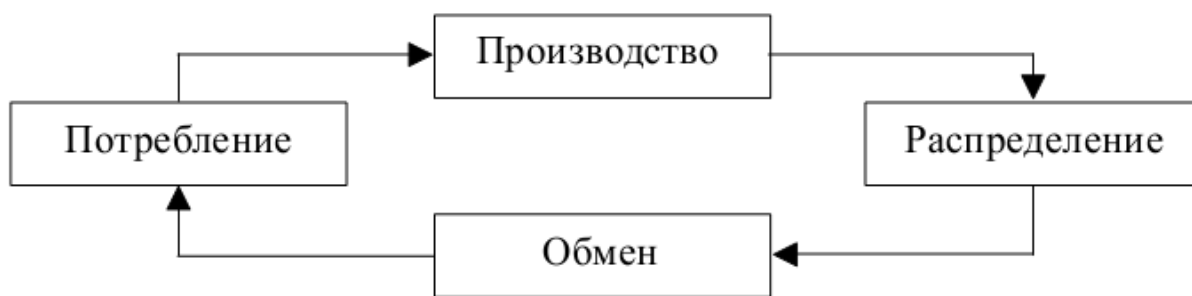 Производство
Потребление
Распределение
Обмен